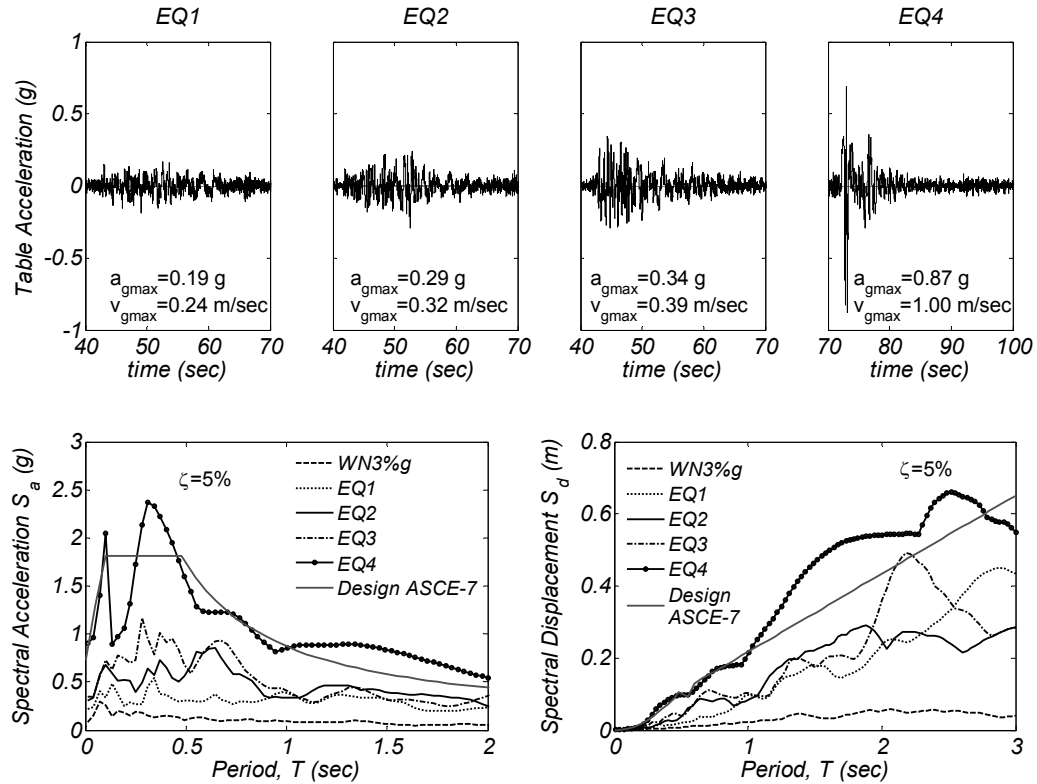 EQ1 EQ2 EQ3 EQ4
Table Acceleration (g)
1
0.5
0
-0.5
-1
a_gmax=0.19 g
v_gmax=0.24 m/sec
40 50 60 70
time (sec)
a_gmax=0.29 g
v_gmax=0.32 m/sec
40 50 60 70
time (sec)
a_gmax=0.34 g
v_gmax=0.39 m/sec
40 50 60 70
time (sec)
a_gmax=0.87 g
v_gmax=1.00 m/sec
70 80 90 100
time (sec)
Spectral Acceleration S_a (g)
3
2.5
2
1.5
1
0.5
0
ζ=5%
WN3%g
EQ1
EQ2
EQ3
EQ4
Design ASCE-7
0 0.5 1 1.5 2
Period, T (sec)
Spectral Displacement S_d (m)
0.8
0.6
0.4
0.2
0
ζ=5%
WN3%g
EQ1
EQ2
EQ3
EQ4
Design
ASCE-7
0 1 2 3
Period, T (sec)